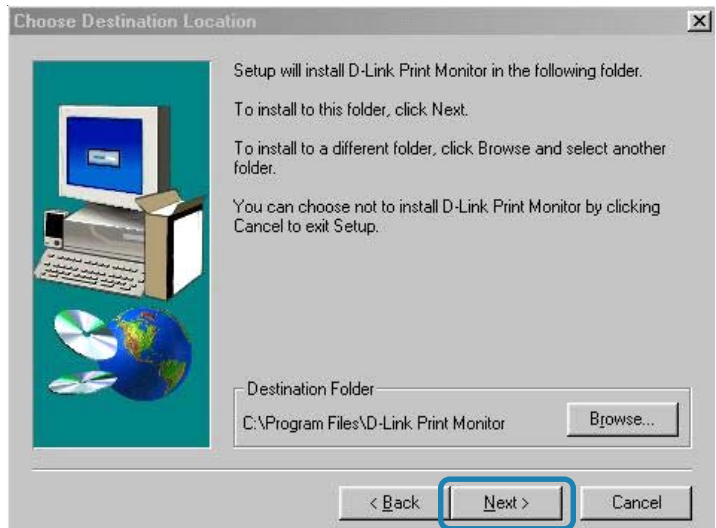 Choose Destination Location
Setup will install D-Link Print Monitor in the following folder.
To install to this folder, click Next.
To install to a different folder, click Browse and select another
folder.
You can choose not to install D-Link Print Monitor by clicking
Cancel to exit Setup.
Destination Folder
C:\Program Files\D-Link Print Monitor
Browse...
< Back
Next >
Cancel